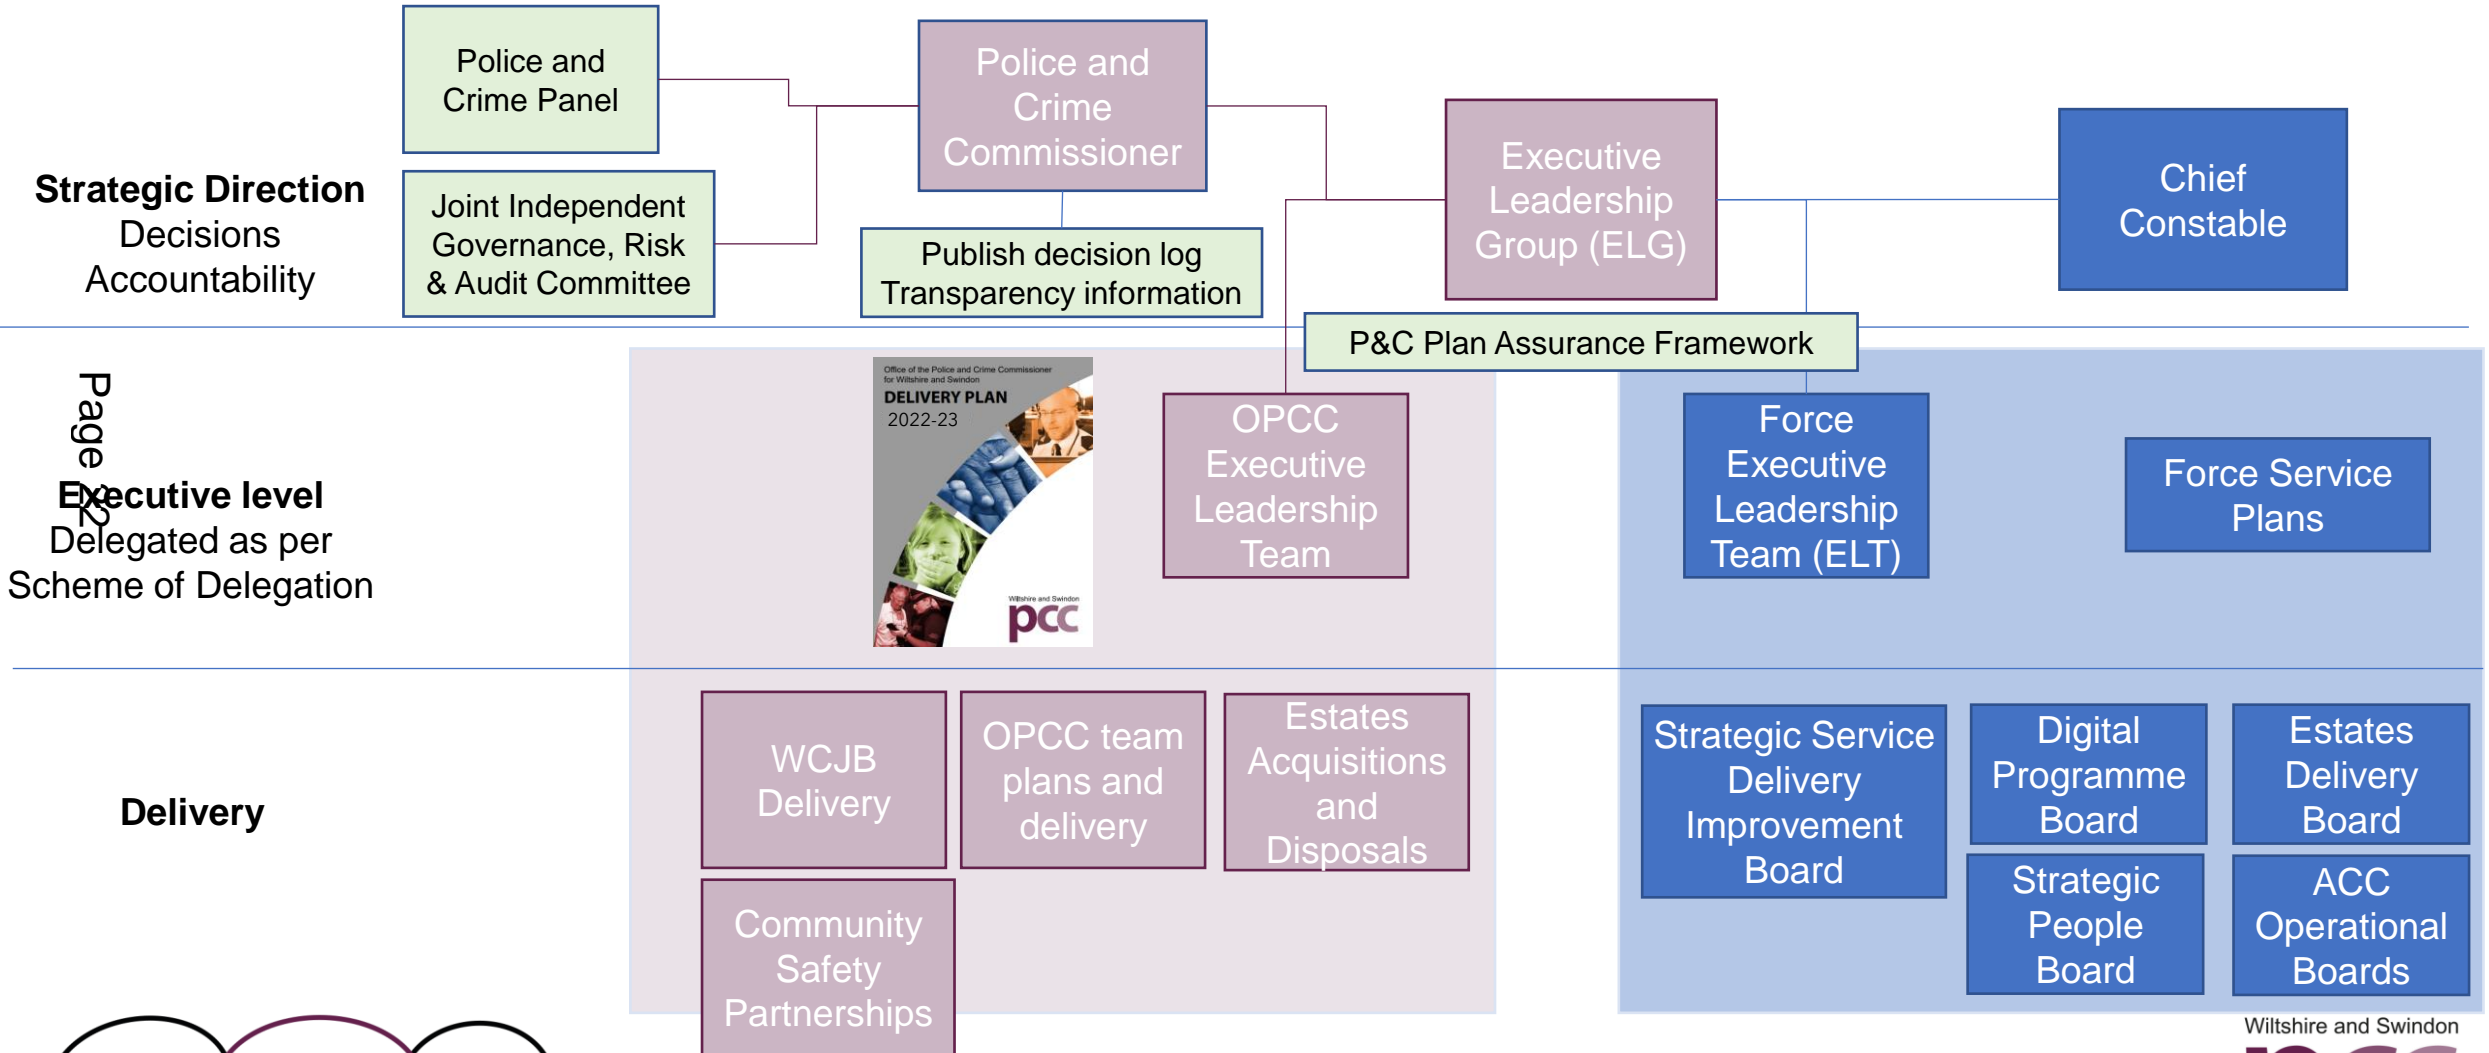 Police and
Crime Panel
Police and
Crime
Commissioner
Executive
Leadership
Group (ELG)
Chief
Constable
Strategic Direction
Decisions
Accountability
Joint Independent
Governance, Risk
& Audit Committee
Publish decision log
Transparency information
P&C Plan Assurance Framework
Page 22
Executive level
Delegated as per
Scheme of Delegation
Office of the Police and Crime Commissioner
for Wiltshire and Swindon
DELIVERY PLAN
2022-23
Wiltshire and Swindon
pcc
OPCC
Executive
Leadership
Team
Force
Executive
Leadership
Team (ELT)
Force Service
Plans
Delivery
WCJB
Delivery
OPCC team
plans and
delivery
Estates
Acquisitions
and
Disposals
Community
Safety
Partnerships
Strategic Service
Delivery
Improvement
Board
Digital
Programme
Board
Estates
Delivery
Board
Strategic
People
Board
ACC
Operational
Boards
Wiltshire and Swindon
pcc